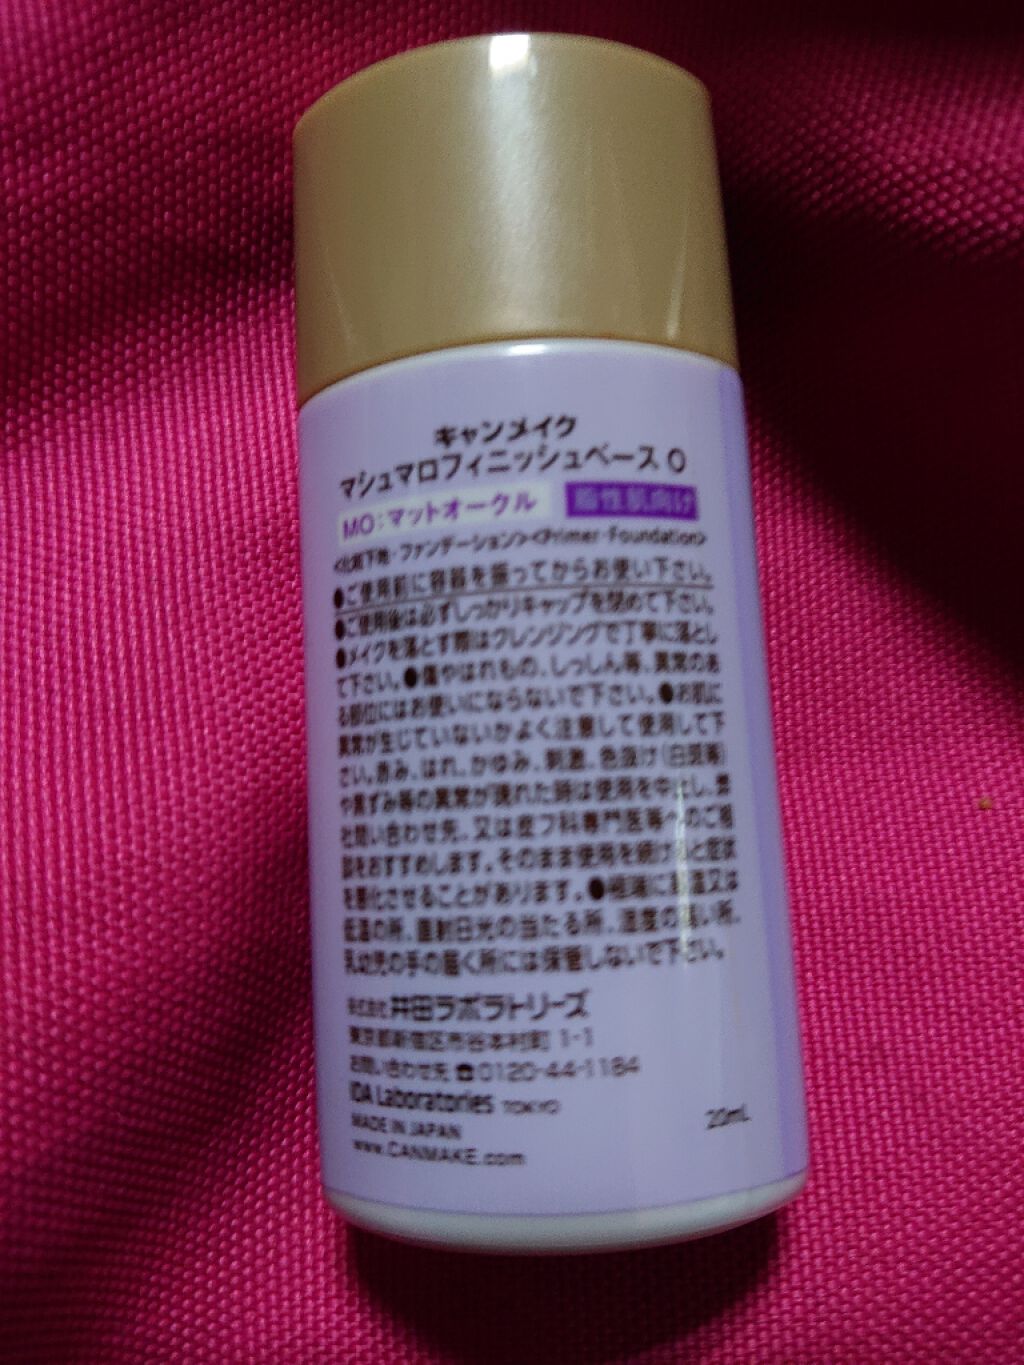 キャンメイク
マシュマロフィニッシュベース O
MO:マットオークル 脂性肌向け
<化粧下地・ファンデーション><Primer・Foundation>
●ご使用前に容器を振ってからお使い下さい。
●ご使用後は必ずしっかりキャップを閉めて下さい。
●メイクを落とす際はクレンジングで丁寧に落とし
て下さい。●傷やはれもの、しっしん等、異常のあ
る部位にはお使いにならないで下さい。●お肌に
異常が生じていないかよく注意して使用して下
さい。赤み、はれ、かゆみ、刺激、色抜け(白斑等)
や黒ずみ等の異常が現れた時は使用を中止し、弊
社問い合わせ先、又は皮フ科専門医等へのご相
談をおすすめします。そのまま使用を続けると症状
を悪化させることがあります。●極端に高温又は
低温の所、直射日光の当たる所、湿度の高い所、
乳幼児の手の届く所には保管しないで下さい。
株式会社 井田ラボラトリーズ
東京都新宿区市谷本村町 1-1
お問い合わせ先 ☎0120-44-1184
IDA Laboratories TOKYO
MADE IN JAPAN 20mL
www.CANMAKE.com